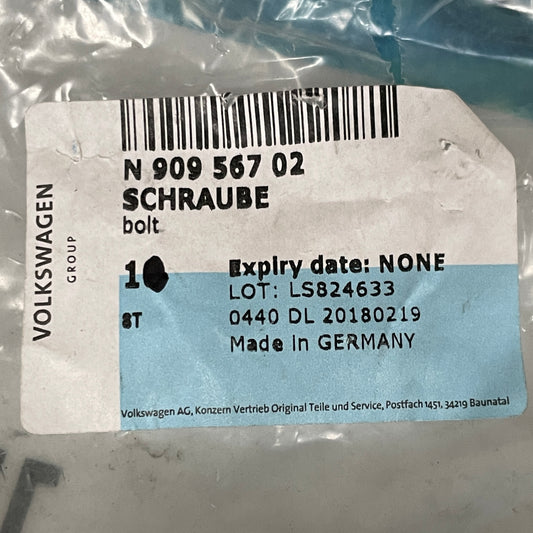 VOLKSWAGEN
GROUP
N 909 567 02
SCHRAUBE
bolt
1
ST
Expiry date: NONE
LOT: LS824633
0440 DL 20180219
Made in GERMANY
Volkswagen AG, Konzern Vertrieb Original Teile und Service, Postfach 1451, 34219 Baunatal